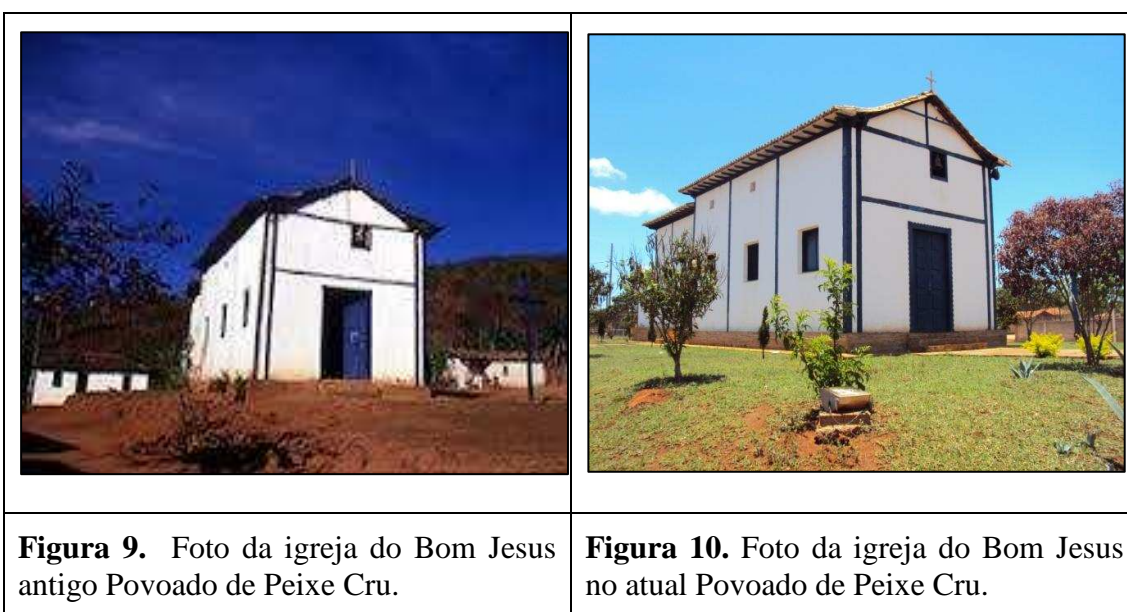 Figura 9. Foto da igreja do Bom Jesus
antigo Povoado de Peixe Cru.
Figura 10. Foto da igreja do Bom Jesus
no atual Povoado de Peixe Cru.